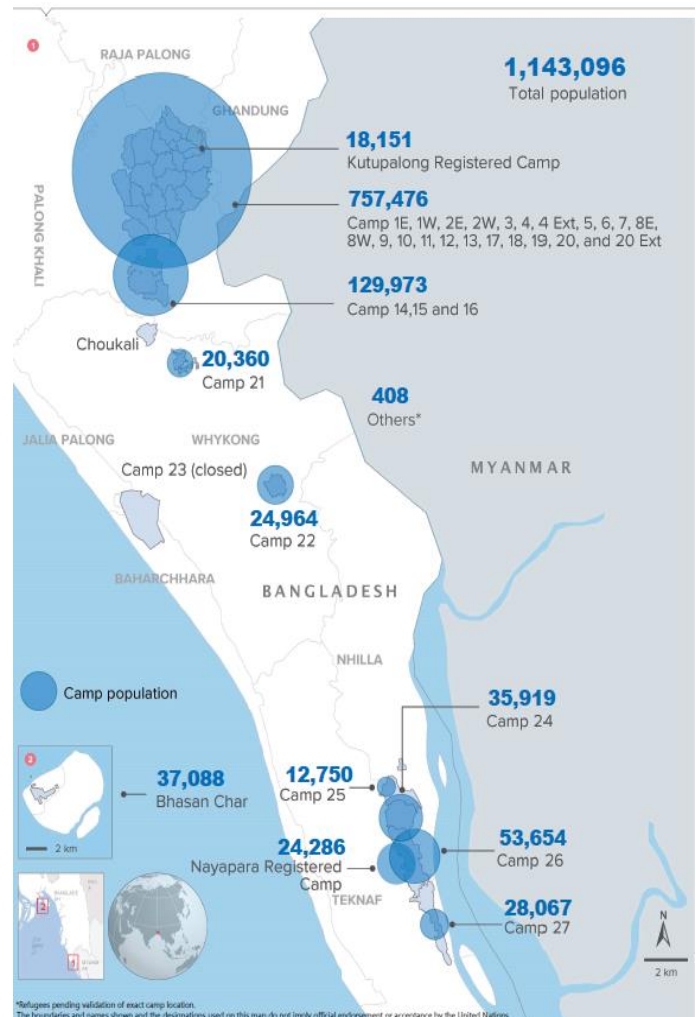 1
RAJA PALONG
1,143,096
Total population
GHANDUNG
18,151
Kutupalong Registered Camp
757,476
Camp 1E, 1W, 2E, 2W, 3, 4, 4 Ext, 5, 6, 7, 8E,
8W, 9, 10, 11, 12, 13, 17, 18, 19, 20, and 20 Ext
PALONG KHALI
129,973
Camp 14,15 and 16
Choukali
20,360
Camp 21
408
Others*
JALIA PALONG
WHYKONG
MYANMAR
Camp 23 (closed)
24,964
Camp 22
BAHARCHHARA
BANGLADESH
NHILLA
Camp population
35,919
Camp 24
2
37,088
Bhasan Char
2 km
12,750
Camp 25
24,286
Nayapara Registered
Camp
53,654
Camp 26
TEKNAF
28,067
Camp 27
2
1
N
2 km
*Refugees pending validation of exact camp location.
The boundaries and names shown and the designations used on this map do not imply official endorsement or acceptance by the United Nations.